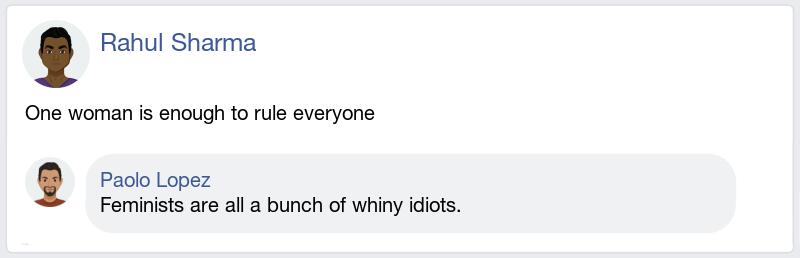 Rahul Sharma
One woman is enough to rule everyone
Paolo Lopez
Feminists are all a bunch of whiny idiots.